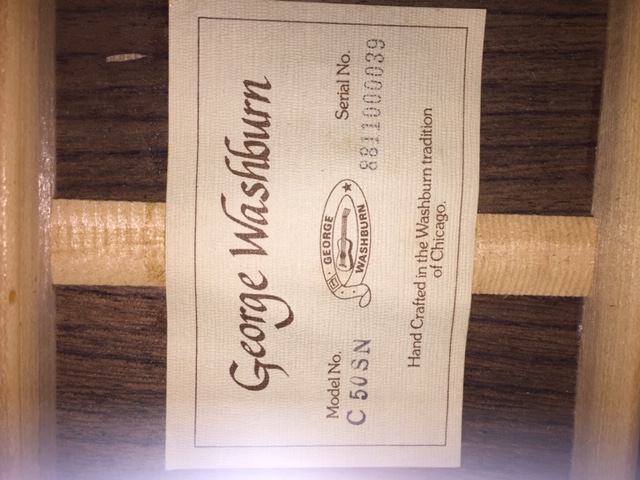 George Washburn
Model No.
C 50SN
GEORGE
WASHBURN
Serial No.
8811000039
Hand Crafted in the Washburn tradition
of Chicago.